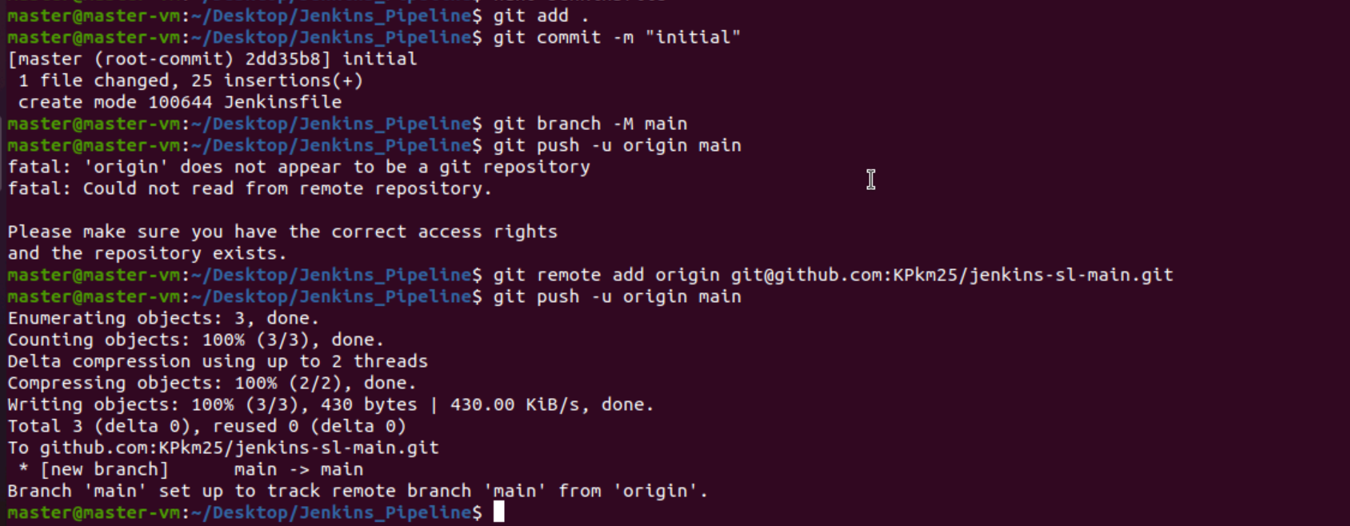 master@master-vm:~/Desktop/Jenkins_Pipeline$ git add .
master@master-vm:~/Desktop/Jenkins_Pipeline$ git commit -m "initial"
[master (root-commit) 2dd35b8] initial
 1 file changed, 25 insertions(+)
 create mode 100644 Jenkinsfile
master@master-vm:~/Desktop/Jenkins_Pipeline$ git branch -M main
master@master-vm:~/Desktop/Jenkins_Pipeline$ git push -u origin main
fatal: 'origin' does not appear to be a git repository
fatal: Could not read from remote repository.

Please make sure you have the correct access rights
and the repository exists.
master@master-vm:~/Desktop/Jenkins_Pipeline$ git remote add origin git@github.com:KPkm25/jenkins-sl-main.git
master@master-vm:~/Desktop/Jenkins_Pipeline$ git push -u origin main
Enumerating objects: 3, done.
Counting objects: 100% (3/3), done.
Delta compression using up to 2 threads
Compressing objects: 100% (2/2), done.
Writing objects: 100% (3/3), 430 bytes | 430.00 KiB/s, done.
Total 3 (delta 0), reused 0 (delta 0)
To github.com:KPkm25/jenkins-sl-main.git
 * [new branch]      main -> main
Branch 'main' set up to track remote branch 'main' from 'origin'.
master@master-vm:~/Desktop/Jenkins_Pipeline$